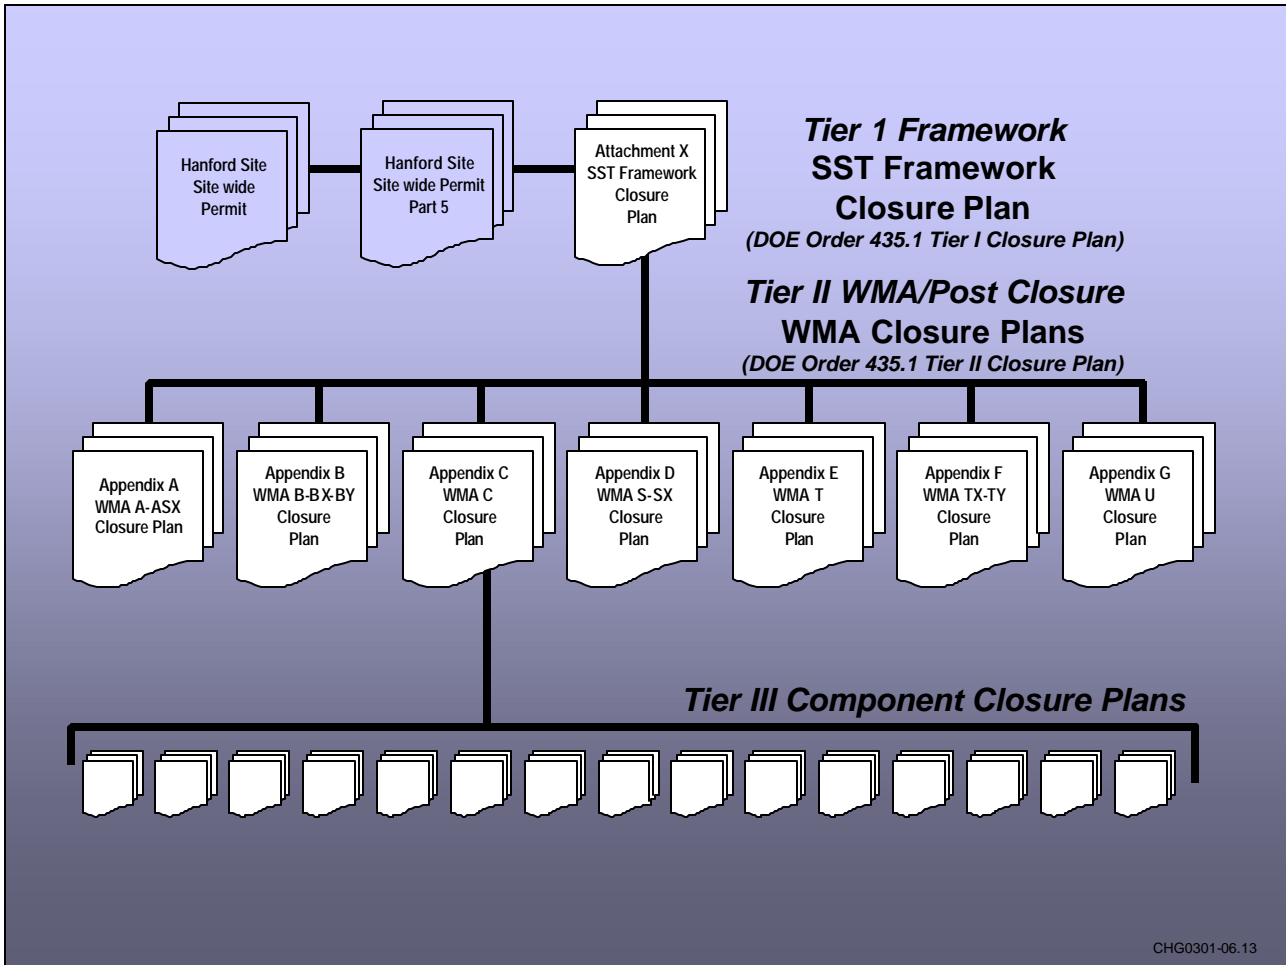 Hanford Site
Site wide
Permit
Hanford Site
Site wide Permit
Part 5
Attachment X
SST Framework
Closure
Plan
Tier 1 Framework
SST Framework
Closure Plan
(DOE Order 435.1 Tier I Closure Plan)
Tier II WMA/Post Closure
WMA Closure Plans
(DOE Order 435.1 Tier II Closure Plan)
Appendix A
WMA A-ASX
Closure Plan
Appendix B
WMA B-BX-BY
Closure
Plan
Appendix C
WMA C
Closure
Plan
Appendix D
WMA S-SX
Closure
Plan
Appendix E
WMA T
Closure
Plan
Appendix F
WMA TX-TY
Closure
Plan
Appendix G
WMA U
Closure
Plan
Tier III Component Closure Plans
CHG0301-06.13